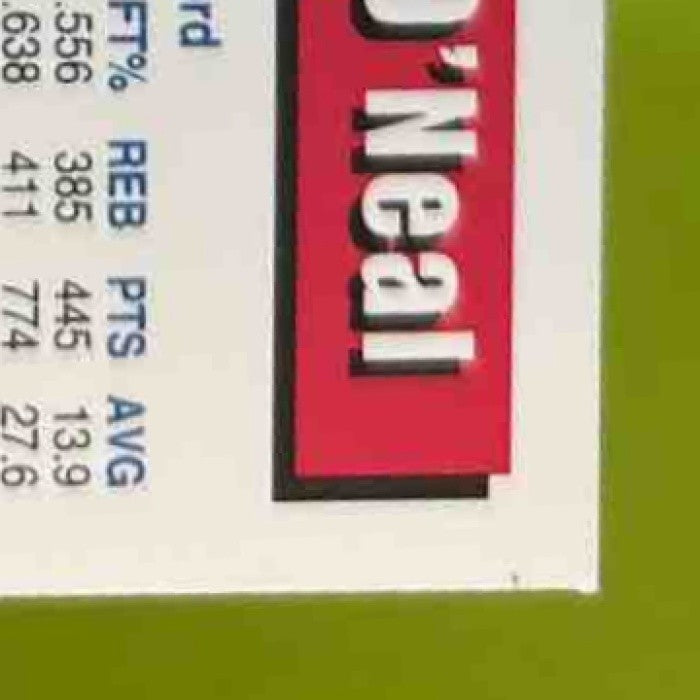 O'Neal
rd
FT% REB PTS AVG
.556 385 445 13.9
.638 411 774 27.6